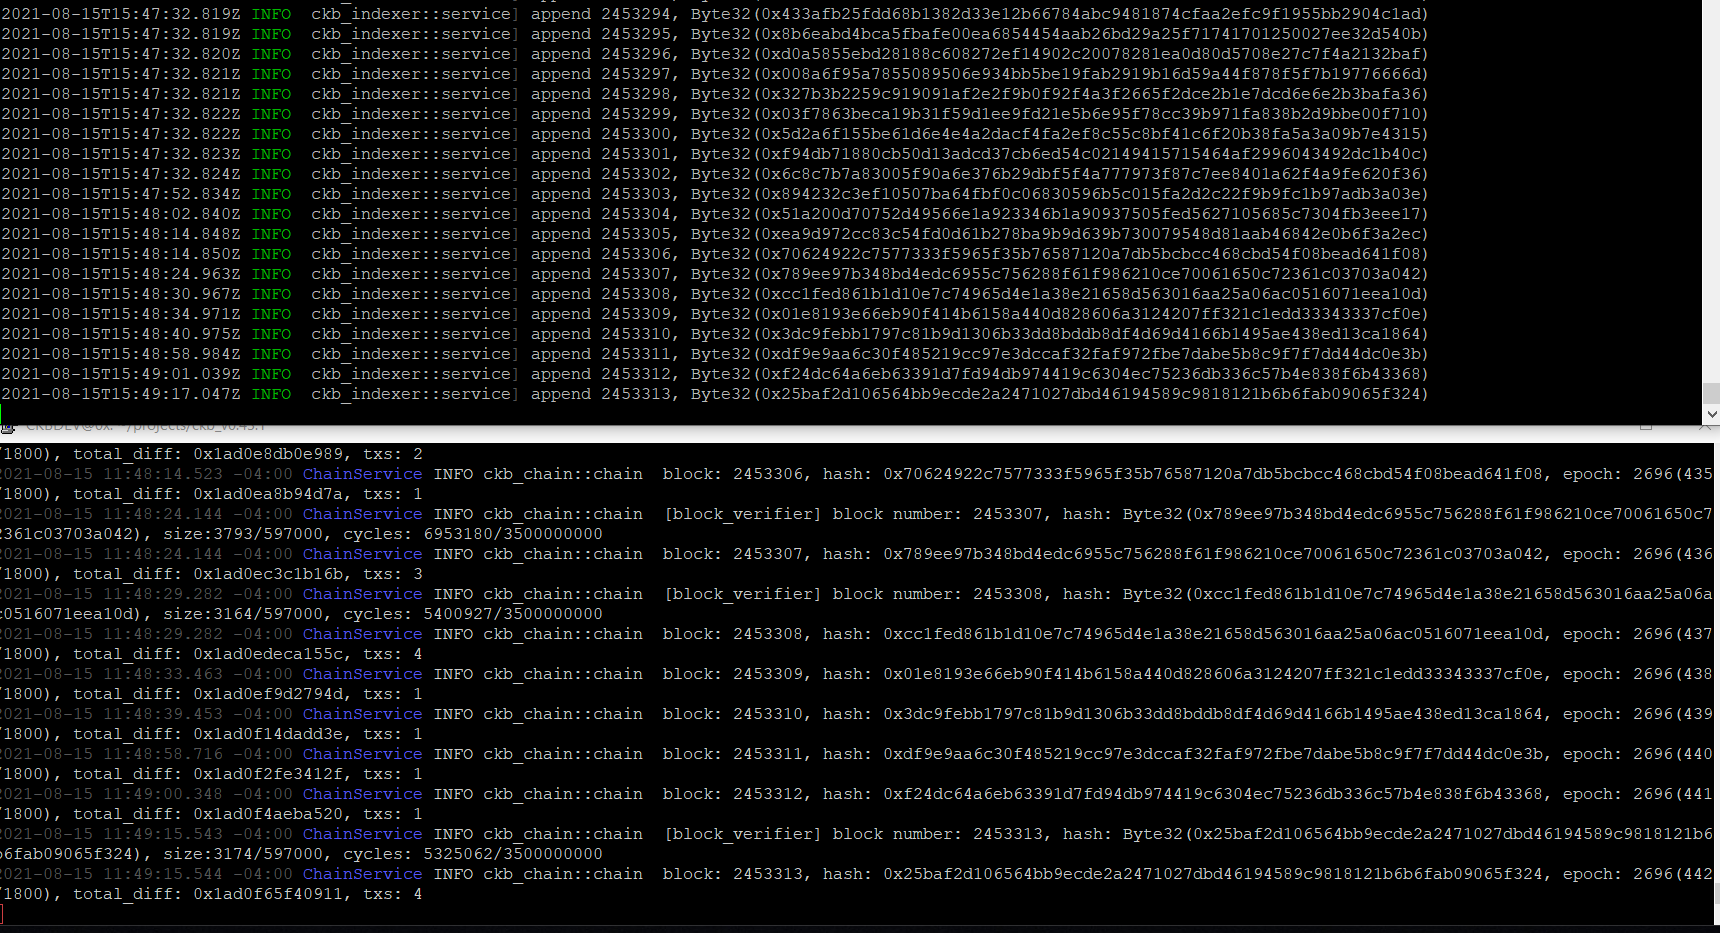 2021-08-15T15:47:32.819Z INFO ckb_indexer::service] append 2453294, Byte32(0x433afb25fdd68b1382d33e12b66784abc9481874cfaa2efc9f1955bb2904c1ad)
2021-08-15T15:47:32.819Z INFO ckb_indexer::service] append 2453295, Byte32(0x8b6eabd4bca5fbafe00ea6854454aab26bd29a25f71741701250027ee32d540b)
2021-08-15T15:47:32.820Z INFO ckb_indexer::service] append 2453296, Byte32(0xd0a5855ebd28188c608272ef14902c20078281ea0d80d5708e27c7f4a2132baf)
2021-08-15T15:47:32.821Z INFO ckb_indexer::service] append 2453297, Byte32(0x008a6f95a7855089506e934bb5be19fab2919b16d59a44f878f5f7b19776666d)
2021-08-15T15:47:32.821Z INFO ckb_indexer::service] append 2453298, Byte32(0x327b3b2259c919091af2e2f9b0f92f4a3f2665f2dce2b1e7dcd6e6e2b3bafa36)
2021-08-15T15:47:32.822Z INFO ckb_indexer::service] append 2453299, Byte32(0x03f7863beca19b31f59d1ee9fd21e5b6e95f78cc39b971fa838b2d9bbe00f710)
2021-08-15T15:47:32.822Z INFO ckb_indexer::service] append 2453300, Byte32(0x5d2a6f155be61d6e4e4a2dacf4fa2ef8c55c8bf41c6f20b38fa5a3a09b7e4315)
2021-08-15T15:47:32.823Z INFO ckb_indexer::service] append 2453301, Byte32(0xf94db71880cb50d13adcd37cb6ed54c02149415715464af2996043492dc1b40c)
2021-08-15T15:47:32.824Z INFO ckb_indexer::service] append 2453302, Byte32(0x6c8c7b7a83005f90a6e376b29dbf5f4a777973f87c7ee8401a62f4a9fe620f36)
2021-08-15T15:47:52.834Z INFO ckb_indexer::service] append 2453303, Byte32(0x894232c3ef10507ba64fbf0c06830596b5c015fa2d2c22f9b9fc1b97adb3a03e)
2021-08-15T15:48:02.840Z INFO ckb_indexer::service] append 2453304, Byte32(0x51a200d70752d49566e1a923346b1a90937505fed5627105685c7304fb3eee17)
2021-08-15T15:48:14.848Z INFO ckb_indexer::service] append 2453305, Byte32(0xea9d972cc83c54fd0d61b278ba9b9d639b730079548d81aab46842e0b6f3a2ec)
2021-08-15T15:48:14.850Z INFO ckb_indexer::service] append 2453306, Byte32(0x70624922c7577333f5965f35b76587120a7db5bcbcc468cbd54f08bead641f08)
2021-08-15T15:48:24.963Z INFO ckb_indexer::service] append 2453307, Byte32(0x789ee97b348bd4edc6955c756288f61f986210ce70061650c72361c03703a042)
2021-08-15T15:48:30.967Z INFO ckb_indexer::service] append 2453308, Byte32(0xcc1fed861b1d10e7c74965d4e1a38e21658d563016aa25a06ac0516071eea10d)
2021-08-15T15:48:34.971Z INFO ckb_indexer::service] append 2453309, Byte32(0x01e8193e66eb90f414b6158a440d828606a3124207ff321c1edd33343337cf0e)
2021-08-15T15:48:40.975Z INFO ckb_indexer::service] append 2453310, Byte32(0x3dc9febb1797c81b9d1306b33dd8bddb8df4d69d4166b1495ae438ed13ca1864)
2021-08-15T15:48:58.984Z INFO ckb_indexer::service] append 2453311, Byte32(0xdf9e9aa6c30f485219cc97e3dccaf32faf972fbe7dabe5b8c9f7f7dd44dc0e3b)
2021-08-15T15:49:01.039Z INFO ckb_indexer::service] append 2453312, Byte32(0xf24dc64a6eb63391d7fd94db974419c6304ec75236db336c57b4e838f6b43368)
2021-08-15T15:49:17.047Z INFO ckb_indexer::service] append 2453313, Byte32(0x25baf2d106564bb9ecde2a2471027dbd46194589c9818121b6b6fab09065f324)
/1800), total_diff: 0x1ad0e8db0e989, txs: 2
2021-08-15 11:48:14.523 -04:00 ChainService INFO ckb_chain::chain block: 2453306, hash: 0x70624922c7577333f5965f35b76587120a7db5bcbcc468cbd54f08bead641f08, epoch: 2696(435
/1800), total_diff: 0x1ad0ea8b94d7a, txs: 1
2021-08-15 11:48:24.144 -04:00 ChainService INFO ckb_chain::chain [block_verifier] block number: 2453307, hash: Byte32(0x789ee97b348bd4edc6955c756288f61f986210ce70061650c7
2361c03703a042), size:3793/597000, cycles: 6953180/3500000000
2021-08-15 11:48:24.144 -04:00 ChainService INFO ckb_chain::chain block: 2453307, hash: 0x789ee97b348bd4edc6955c756288f61f986210ce70061650c72361c03703a042, epoch: 2696(436
/1800), total_diff: 0x1ad0ec3c1b16b, txs: 3
2021-08-15 11:48:29.282 -04:00 ChainService INFO ckb_chain::chain [block_verifier] block number: 2453308, hash: Byte32(0xcc1fed861b1d10e7c74965d4e1a38e21658d563016aa25a06a
c0516071eea10d), size:3164/597000, cycles: 5400927/3500000000
2021-08-15 11:48:29.282 -04:00 ChainService INFO ckb_chain::chain block: 2453308, hash: 0xcc1fed861b1d10e7c74965d4e1a38e21658d563016aa25a06ac0516071eea10d, epoch: 2696(437
/1800), total_diff: 0x1ad0edeca155c, txs: 4
2021-08-15 11:48:33.463 -04:00 ChainService INFO ckb_chain::chain block: 2453309, hash: 0x01e8193e66eb90f414b6158a440d828606a3124207ff321c1edd33343337cf0e, epoch: 2696(438
/1800), total_diff: 0x1ad0ef9d2794d, txs: 1
2021-08-15 11:48:39.453 -04:00 ChainService INFO ckb_chain::chain block: 2453310, hash: 0x3dc9febb1797c81b9d1306b33dd8bddb8df4d69d4166b1495ae438ed13ca1864, epoch: 2696(439
/1800), total_diff: 0x1ad0f14dadd3e, txs: 1
2021-08-15 11:48:58.716 -04:00 ChainService INFO ckb_chain::chain block: 2453311, hash: 0xdf9e9aa6c30f485219cc97e3dccaf32faf972fbe7dabe5b8c9f7f7dd44dc0e3b, epoch: 2696(440
/1800), total_diff: 0x1ad0f2fe3412f, txs: 1
2021-08-15 11:49:00.348 -04:00 ChainService INFO ckb_chain::chain block: 2453312, hash: 0xf24dc64a6eb63391d7fd94db974419c6304ec75236db336c57b4e838f6b43368, epoch: 2696(441
/1800), total_diff: 0x1ad0f4aeba520, txs: 1
2021-08-15 11:49:15.543 -04:00 ChainService INFO ckb_chain::chain [block_verifier] block number: 2453313, hash: Byte32(0x25baf2d106564bb9ecde2a2471027dbd46194589c9818121b6
b6fab09065f324), size:3174/597000, cycles: 5325062/3500000000
2021-08-15 11:49:15.544 -04:00 ChainService INFO ckb_chain::chain block: 2453313, hash: 0x25baf2d106564bb9ecde2a2471027dbd46194589c9818121b6b6fab09065f324, epoch: 2696(442
/1800), total_diff: 0x1ad0f65f40911, txs: 4